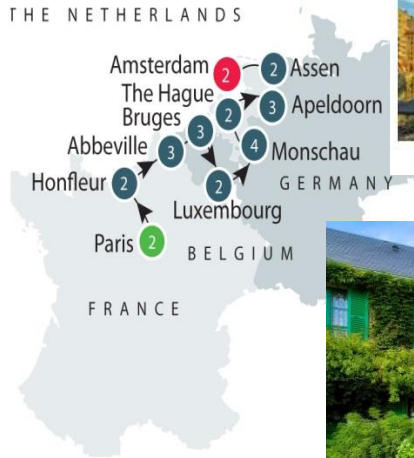 THE NETHERLANDS
Amsterdam 2
2 Assen
The Hague 2
3 Apeldoorn
Bruges 3
Abbeville 3
4 Monschau
Honfleur 2
GERMANY
2
Luxembourg
Paris 2
BELGIUM
FRANCE